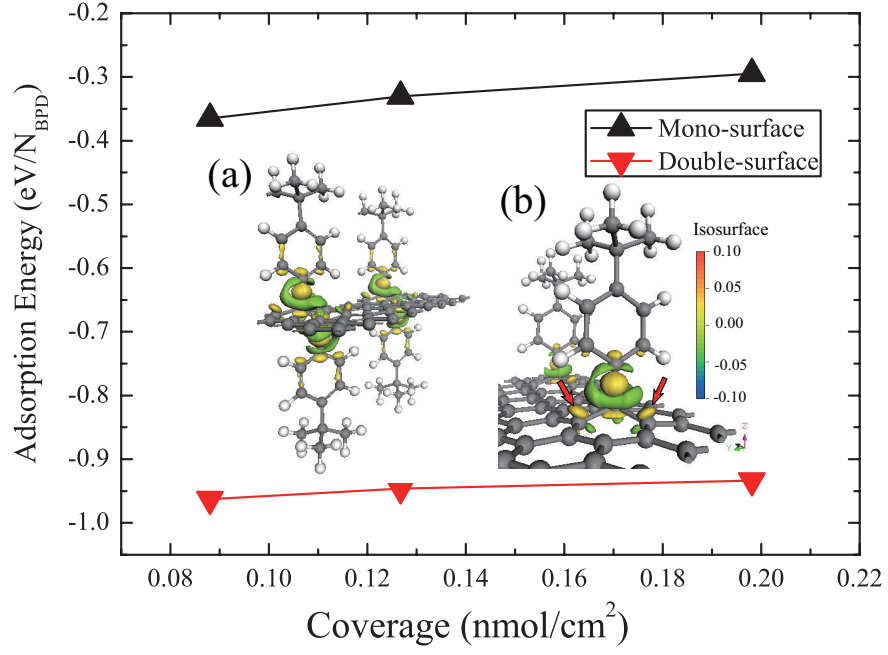 -0.2
-0.3
-0.4
-0.5
-0.6
-0.7
-0.8
-0.9
-1.0
Adsorption Energy (eV/N_BPD)
Mono-surface
Double-surface
(a)
(b)
Isosurface
0.10
0.05
0.00
-0.05
-0.10
Z
Y
0.08 0.10 0.12 0.14 0.16 0.18 0.20 0.22
Coverage (nmol/cm²)